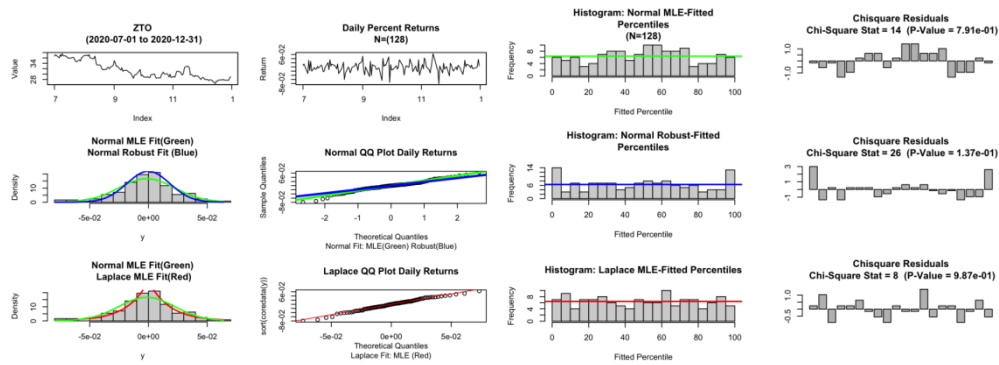 ZTO
(2020-07-01 to 2020-12-31)
Value
28 34
7 9 11 1
Index
Daily Percent Returns
N=(128)
Return
-8e-02 6e-02
7 9 11 1
Index
Histogram: Normal MLE-Fitted
Percentiles
(N=128)
Frequency
0 4 8
0 20 40 60 80 100
Fitted Percentile
Chisquare Residuals
Chi-Square Stat = 14 (P-Value = 7.91e-01)
-1.0 1.0
Normal MLE Fit(Green)
Normal Robust Fit (Blue)
Density
0 10
-5e-02 0e+00 5e-02
y
Normal QQ Plot Daily Returns
Sample Quantiles
-8e-02 6e-02
-2 -1 0 1 2
Theoretical Quantiles
Normal Fit: MLE(Green) Robust(Blue)
Histogram: Normal Robust-Fitted
Percentiles
Frequency
0 8 14
0 20 40 60 80 100
Fitted Percentile
Chisquare Residuals
Chi-Square Stat = 26 (P-Value = 1.37e-01)
-1 1 3
Normal MLE Fit(Green)
Laplace MLE Fit(Red)
Density
0 10
-5e-02 0e+00 5e-02
y
Laplace QQ Plot Daily Returns
sort(coredata(y))
-8e-02 6e-02
-5e-02 0e+00 5e-02
Theoretical Quantiles
Laplace Fit: MLE (Red)
Histogram: Laplace MLE-Fitted Percentiles
Frequency
0 4 8
0 20 40 60 80 100
Fitted Percentile
Chisquare Residuals
Chi-Square Stat = 8 (P-Value = 9.87e-01)
-0.5 1.0